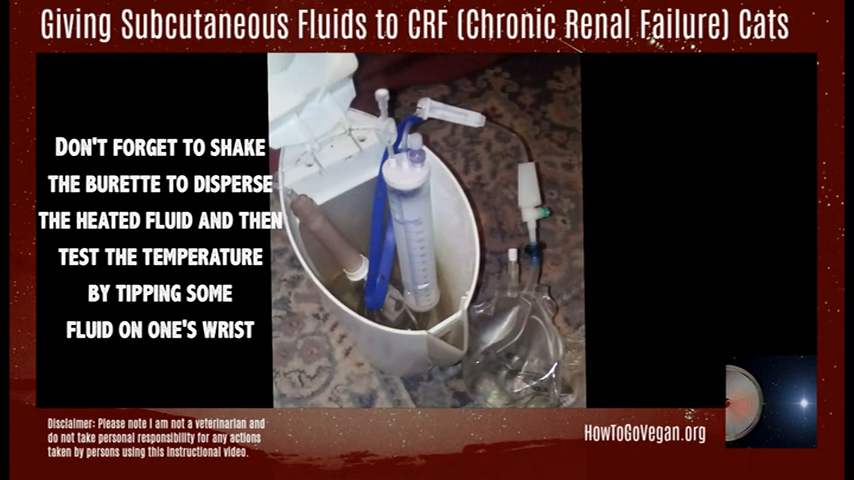 Giving Subcutaneous Fluids to CRF (Chronic Renal Failure) Cats
DON'T FORGET TO SHAKE
THE BURETTE TO DISPERSE
THE HEATED FLUID AND THEN
TEST THE TEMPERATURE
BY TIPPING SOME
FLUID ON ONE'S WRIST
Disclaimer: Please note I am not a veterinarian and
do not take personal responsibility for any actions
taken by persons using this instructional video.
HowToGoVegan.org